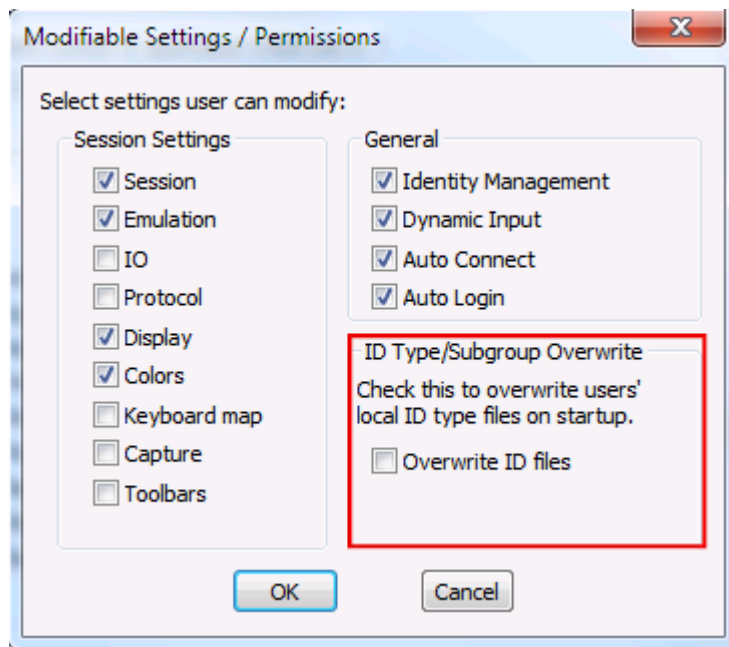 Modifiable Settings / Permissions
Select settings user can modify:
Session Settings
Session
Emulation
IO
Protocol
Display
Colors
Keyboard map
Capture
Toolbars
General
Identity Management
Dynamic Input
Auto Connect
Auto Login
ID Type/Subgroup Overwrite
Check this to overwrite users'
local ID type files on startup.
Overwrite ID files
OK
Cancel